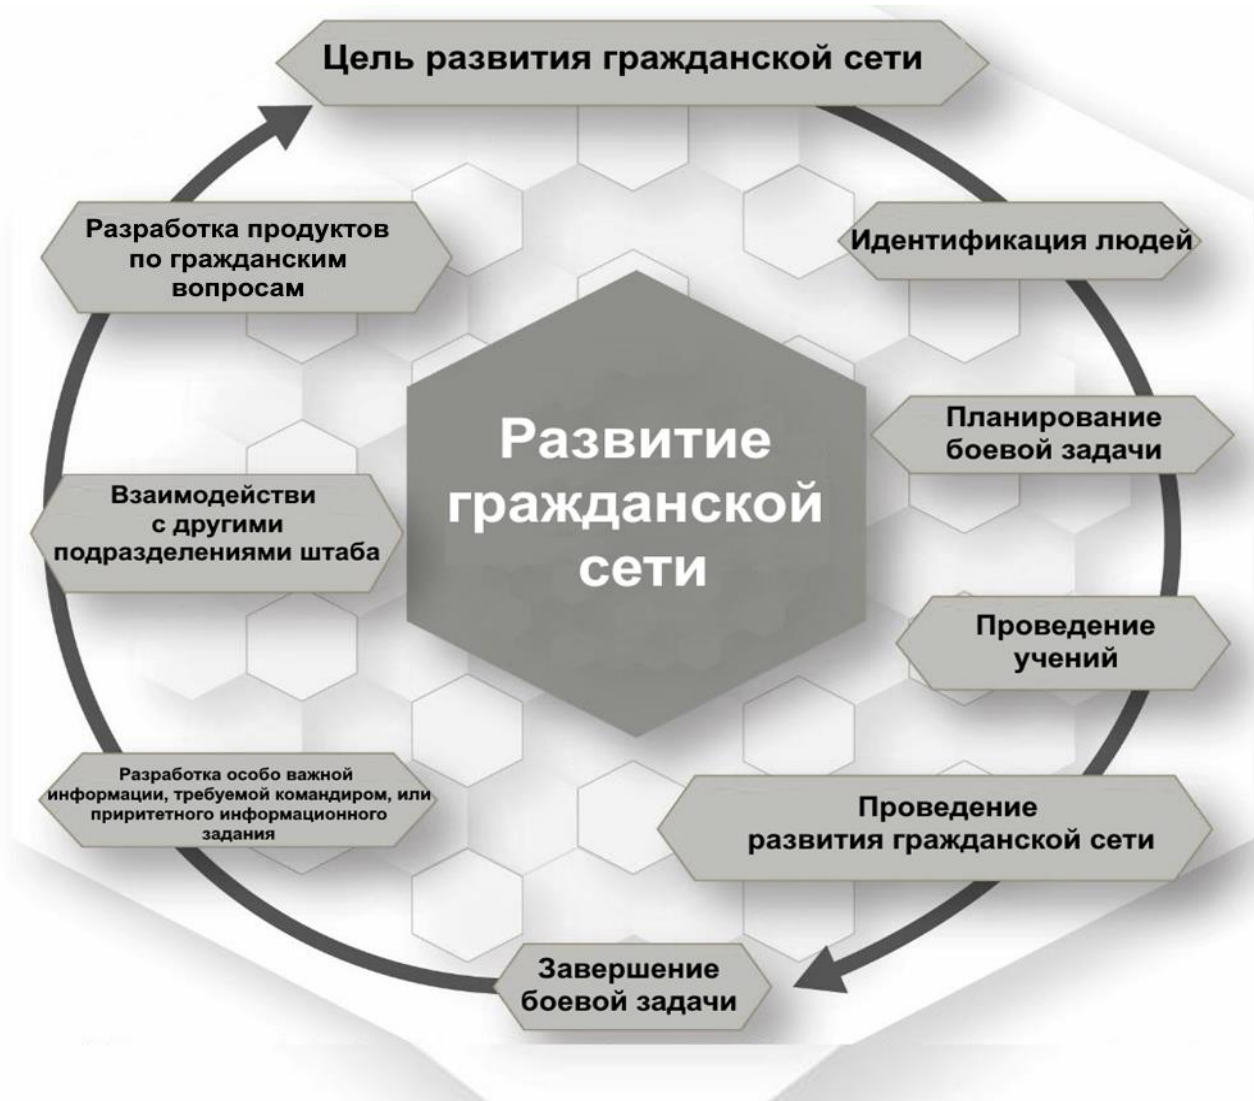 Цель развития гражданской сети
Идентификация людей
Планирование
боевой задачи
Проведение
учений
Проведение
развития гражданской сети
Завершение
боевой задачи
Разработка особо важной
информации, требуемой командиром, или
приритетного информационного
задания
Взаимодействи
с другими
подразделениями штаба
Разработка продуктов
по гражданским
вопросам
Развитие
гражданской
сети